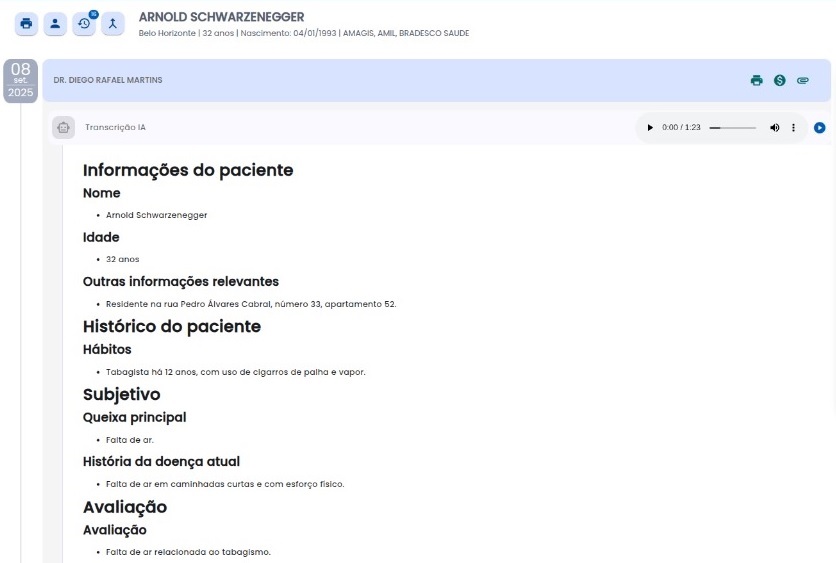 ARNOLD SCHWARZENEGGER
Belo Horizonte | 32 anos | Nascimento: 04/01/1993 | AMAGIS, AMIL, BRADESCO SAUDE
08
set.
2025
DR. DIEGO RAFAEL MARTINS
Transcrição IA
0:00 / 1:23
Informações do paciente
Nome
• Arnold Schwarzenegger
Idade
• 32 anos
Outras informações relevantes
• Residente na rua Pedro Álvares Cabral, número 33, apartamento 52.
Histórico do paciente
Hábitos
• Tabagista há 12 anos, com uso de cigarros de palha e vapor.
Subjetivo
Queixa principal
• Falta de ar.
História da doença atual
• Falta de ar em caminhadas curtas e com esforço físico.
Avaliação
Avaliação
• Falta de ar relacionada ao tabagismo.